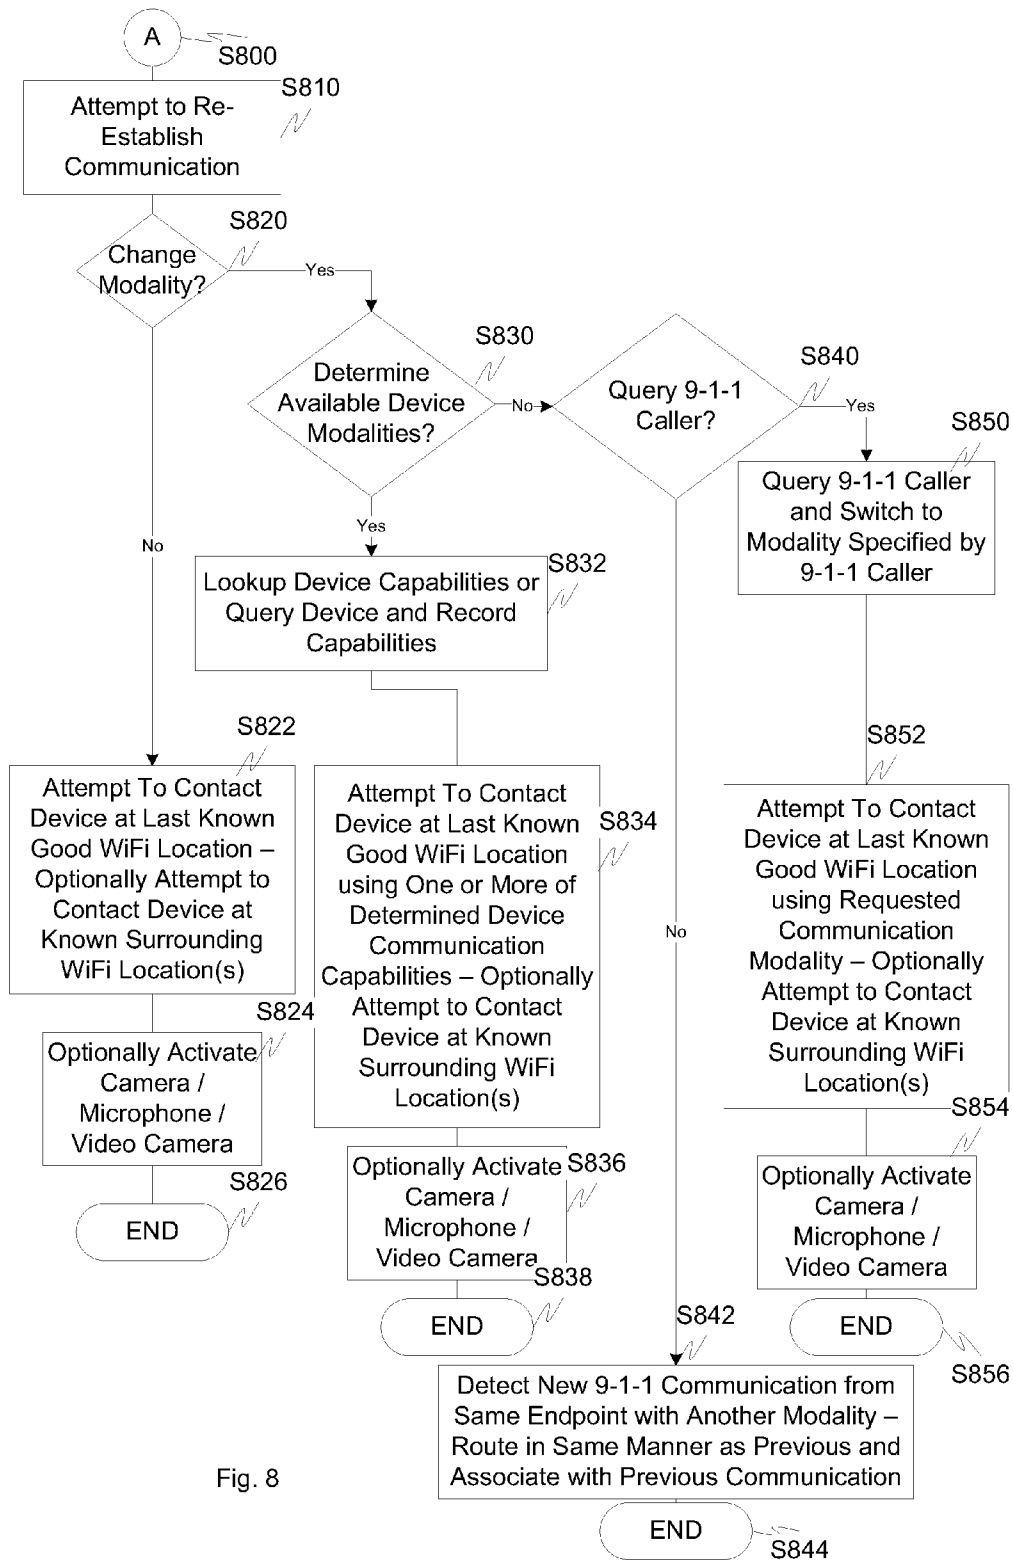 A
S800
S810
Attempt to Re-
Establish
Communication
S820
Change
Modality?
Yes
S830
Determine
Available Device
Modalities?
No
S840
Query 9-1-1
Caller?
Yes
S850
Query 9-1-1 Caller
and Switch to
Modality Specified by
9-1-1 Caller
No
Yes
S832
Lookup Device Capabilities or
Query Device and Record
Capabilities
S822
Attempt To Contact
Device at Last Known
Good WiFi Location –
Optionally Attempt to
Contact Device at
Known Surrounding
WiFi Location(s)
S834
Attempt To Contact
Device at Last Known
Good WiFi Location
using One or More of
Determined Device
Communication
Capabilities – Optionally
Attempt to Contact
Device at Known
Surrounding WiFi
Location(s)
No
S852
Attempt To Contact
Device at Last Known
Good WiFi Location
using Requested
Communication
Modality – Optionally
Attempt to Contact
Device at Known
Surrounding WiFi
Location(s)
S824
Optionally Activate
Camera /
Microphone /
Video Camera
S826
END
S836
Optionally Activate
Camera /
Microphone /
Video Camera
S838
END
S854
Optionally Activate
Camera /
Microphone /
Video Camera
END
S856
S842
Detect New 9-1-1 Communication from
Same Endpoint with Another Modality –
Route in Same Manner as Previous and
Associate with Previous Communication
END
S844
Fig. 8